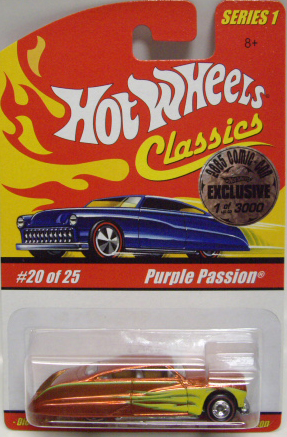 SERIES 1
8+
Hot Wheels
Classics
2005 COMIC-CON
EXCLUSIVE
1 of 3000
#20 of 25
Purple Passion®